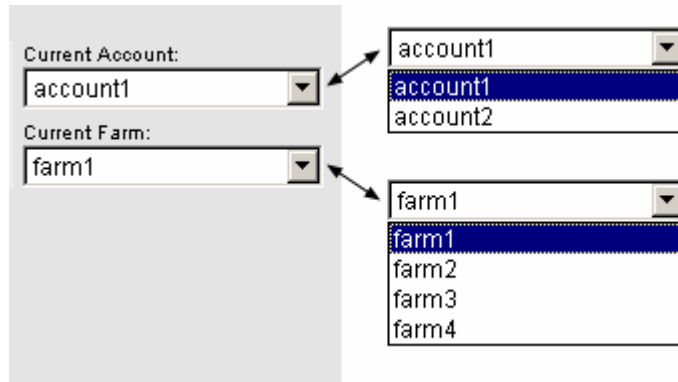 Current Account:
account1
Current Farm:
farm1
account1
account1
account2
farm1
farm1
farm2
farm3
farm4